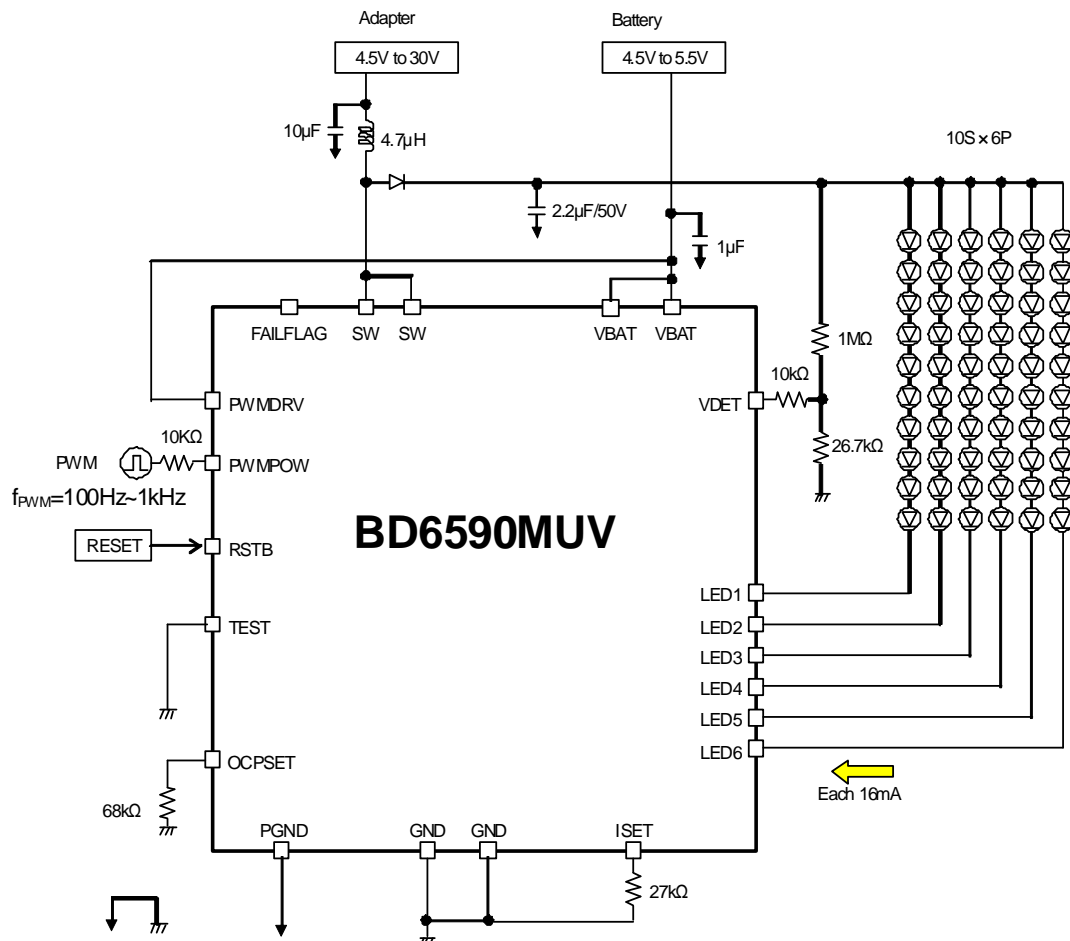 Adapter
Battery
4.5V to 30V
4.5V to 5.5V
10µF
4.7µH
10S×6P
2.2µF/50V
1µF
FAILFLAG
SW
SW
VBAT
VBAT
1MΩ
10kΩ
VDET
PWMDRV
10KΩ
26.7kΩ
PWM
PWMPOW
fPWM=100Hz~1kHz
BD6590MUV
RESET
RSTB
LED1
TEST
LED2
LED3
LED4
LED5
LED6
OCPSET
Each 16mA
68kΩ
PGND
GND
GND
ISET
27kΩ